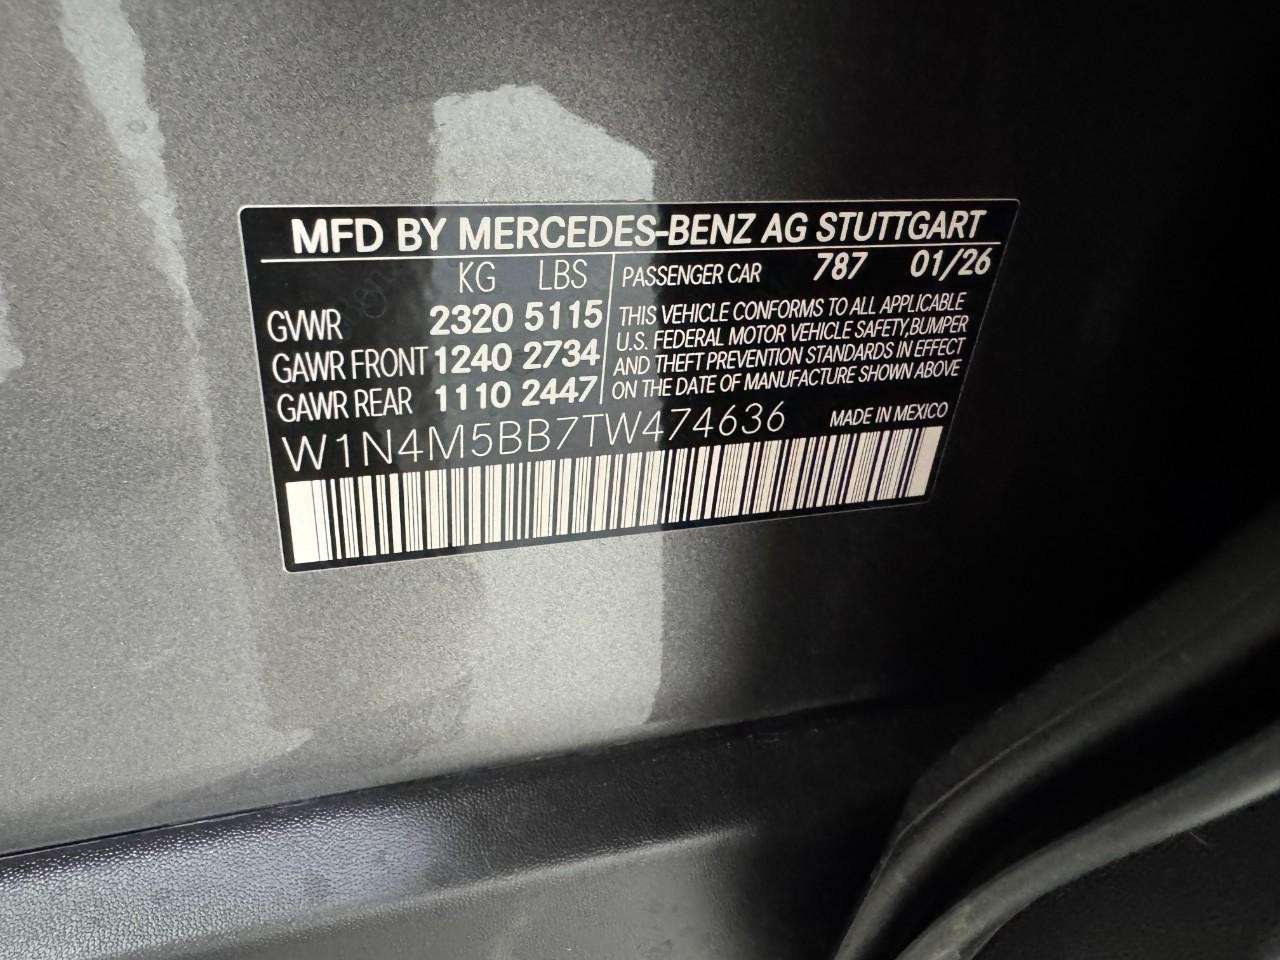 MFD BY MERCEDES-BENZ AG STUTTGART
KG LBS
GVWR 2320 5115
GAWR FRONT 1240 2734
GAWR REAR 1110 2447
PASSENGER CAR 787 01/26
THIS VEHICLE CONFORMS TO ALL APPLICABLE
U.S. FEDERAL MOTOR VEHICLE SAFETY,BUMPER
AND THEFT PREVENTION STANDARDS IN EFFECT
ON THE DATE OF MANUFACTURE SHOWN ABOVE
W1N4M5BB7TW474636 MADE IN MEXICO